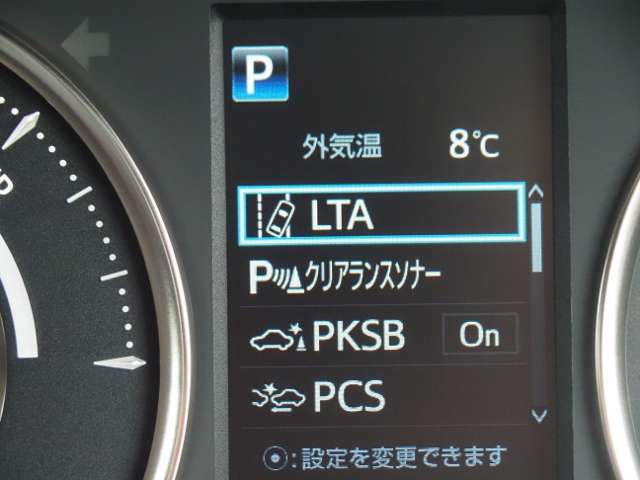 P
外気温 8℃
LTA
Pクリアランスソナー
PKSB On
PCS
⦿:設定を変更できます